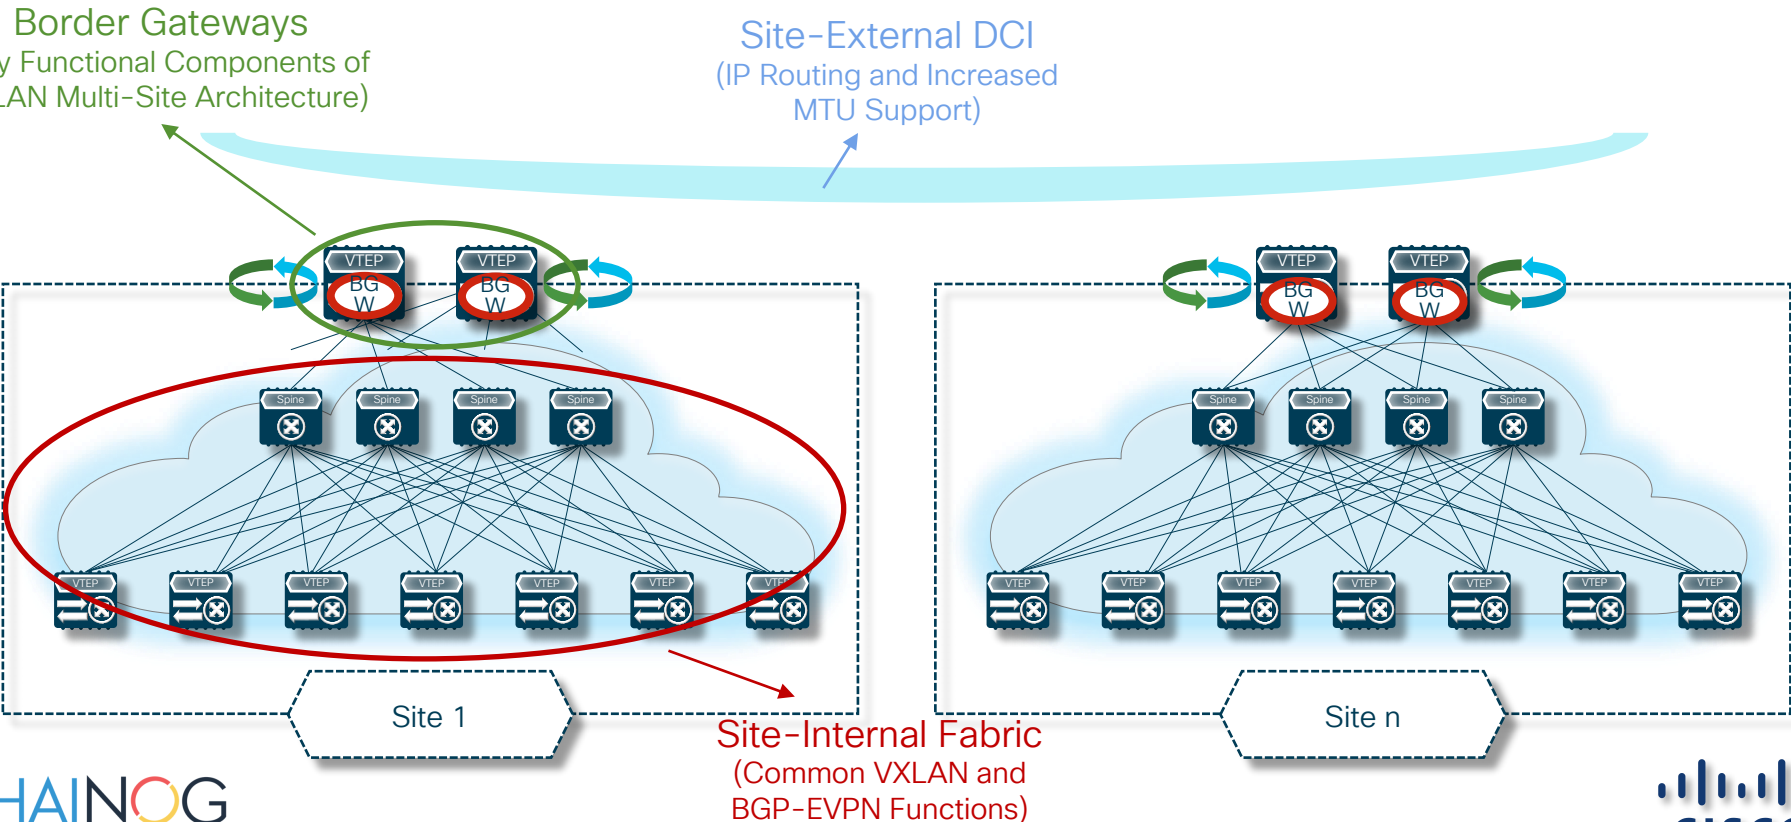 Border Gateways
y Functional Components of
LAN Multi-Site Architecture)
Site-External DCI
(IP Routing and Increased
MTU Support)
VTEP
BG
W
VTEP
BG
W
VTEP
BG
W
VTEP
BG
W
Spine
Spine
Spine
Spine
Spine
Spine
Spine
Spine
VTEP
VTEP
VTEP
VTEP
VTEP
VTEP
VTEP
VTEP
VTEP
VTEP
VTEP
VTEP
VTEP
VTEP
Site 1
Site n
Site-Internal Fabric
(Common VXLAN and
BGP-EVPN Functions)
HAINOG
CISCO